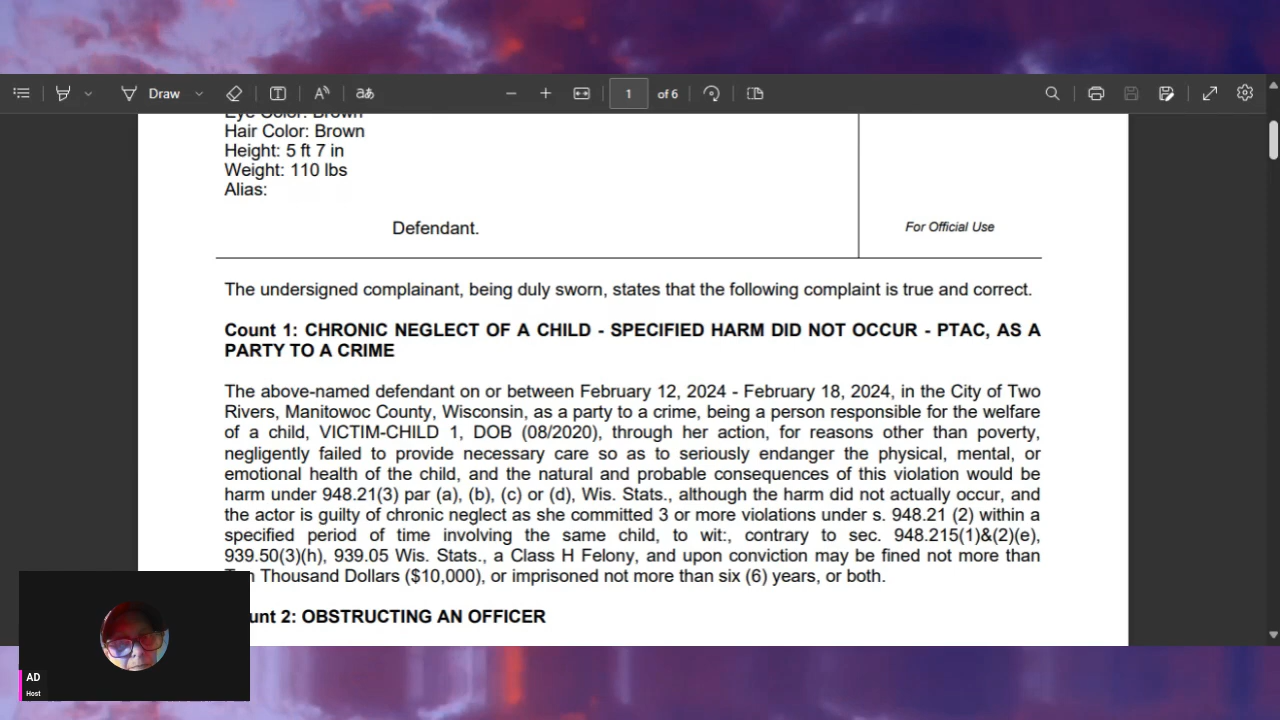 Draw
1 of 6
Eye Color: Brown
Hair Color: Brown
Height: 5 ft 7 in
Weight: 110 lbs
Alias:
Defendant.
For Official Use
The undersigned complainant, being duly sworn, states that the following complaint is true and correct.
Count 1: CHRONIC NEGLECT OF A CHILD - SPECIFIED HARM DID NOT OCCUR - PTAC, AS A
PARTY TO A CRIME
The above-named defendant on or between February 12, 2024 - February 18, 2024, in the City of Two
Rivers, Manitowoc County, Wisconsin, as a party to a crime, being a person responsible for the welfare
of a child, VICTIM-CHILD 1, DOB (08/2020), through her action, for reasons other than poverty,
negligently failed to provide necessary care so as to seriously endanger the physical, mental, or
emotional health of the child, and the natural and probable consequences of this violation would be
harm under 948.21(3) par (a), (b), (c) or (d), Wis. Stats., although the harm did not actually occur, and
the actor is guilty of chronic neglect as she committed 3 or more violations under s. 948.21 (2) within a
specified period of time involving the same child, to wit:, contrary to sec. 948.215(1)&(2)(e),
939.50(3)(h), 939.05 Wis. Stats., a Class H Felony, and upon conviction may be fined not more than
Ten Thousand Dollars ($10,000), or imprisoned not more than six (6) years, or both.
unt 2: OBSTRUCTING AN OFFICER
AD
Host